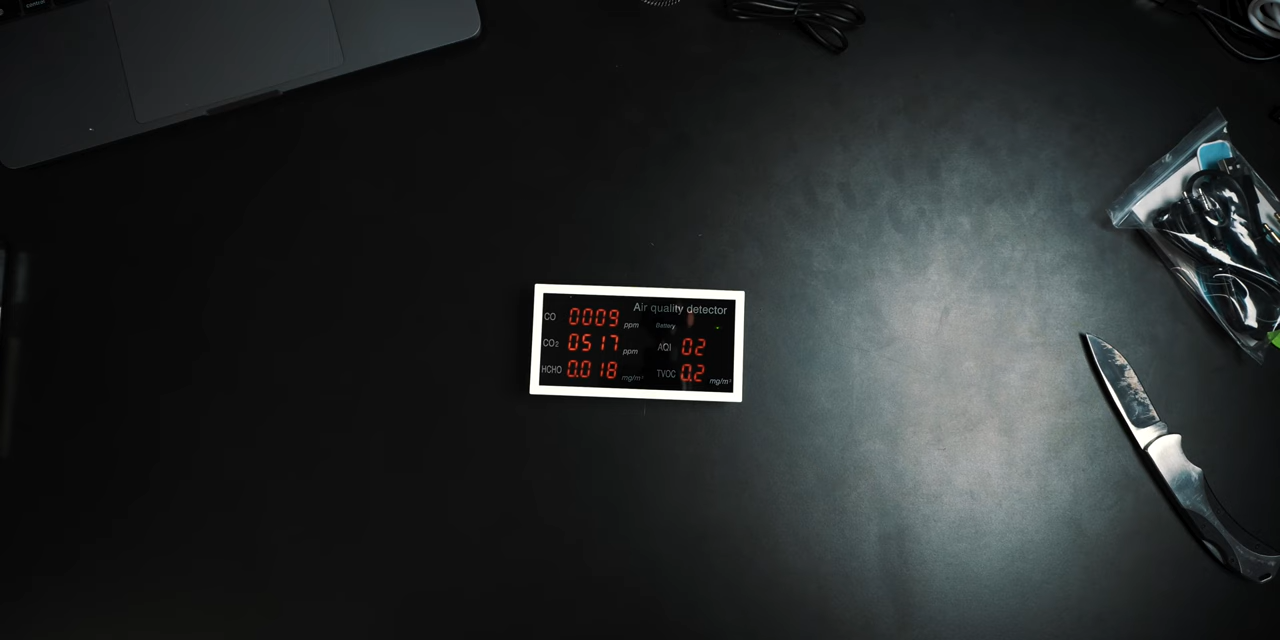 control
Air quality detector
CO 0009 ppm Battery
CO2 0517 ppm AQI 02
HCHO 0.018 mg/m³ TVOC 0.2 mg/m³